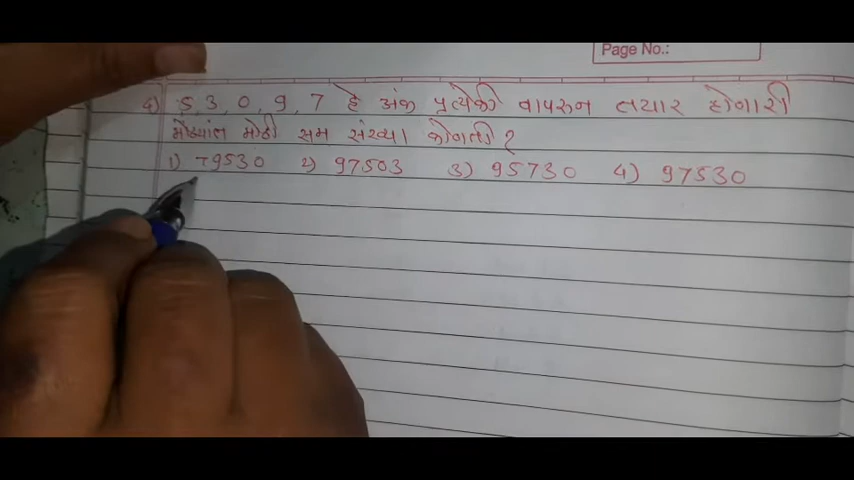 Page No.:
4) 5, 3, 0, 9, 7 हे अंक प्रत्येकी वापरून तयार होणारी
मोठ्यांत मोठी सम संख्या कोणती ?
1) 79530 2) 97503 3) 95730 4) 97530